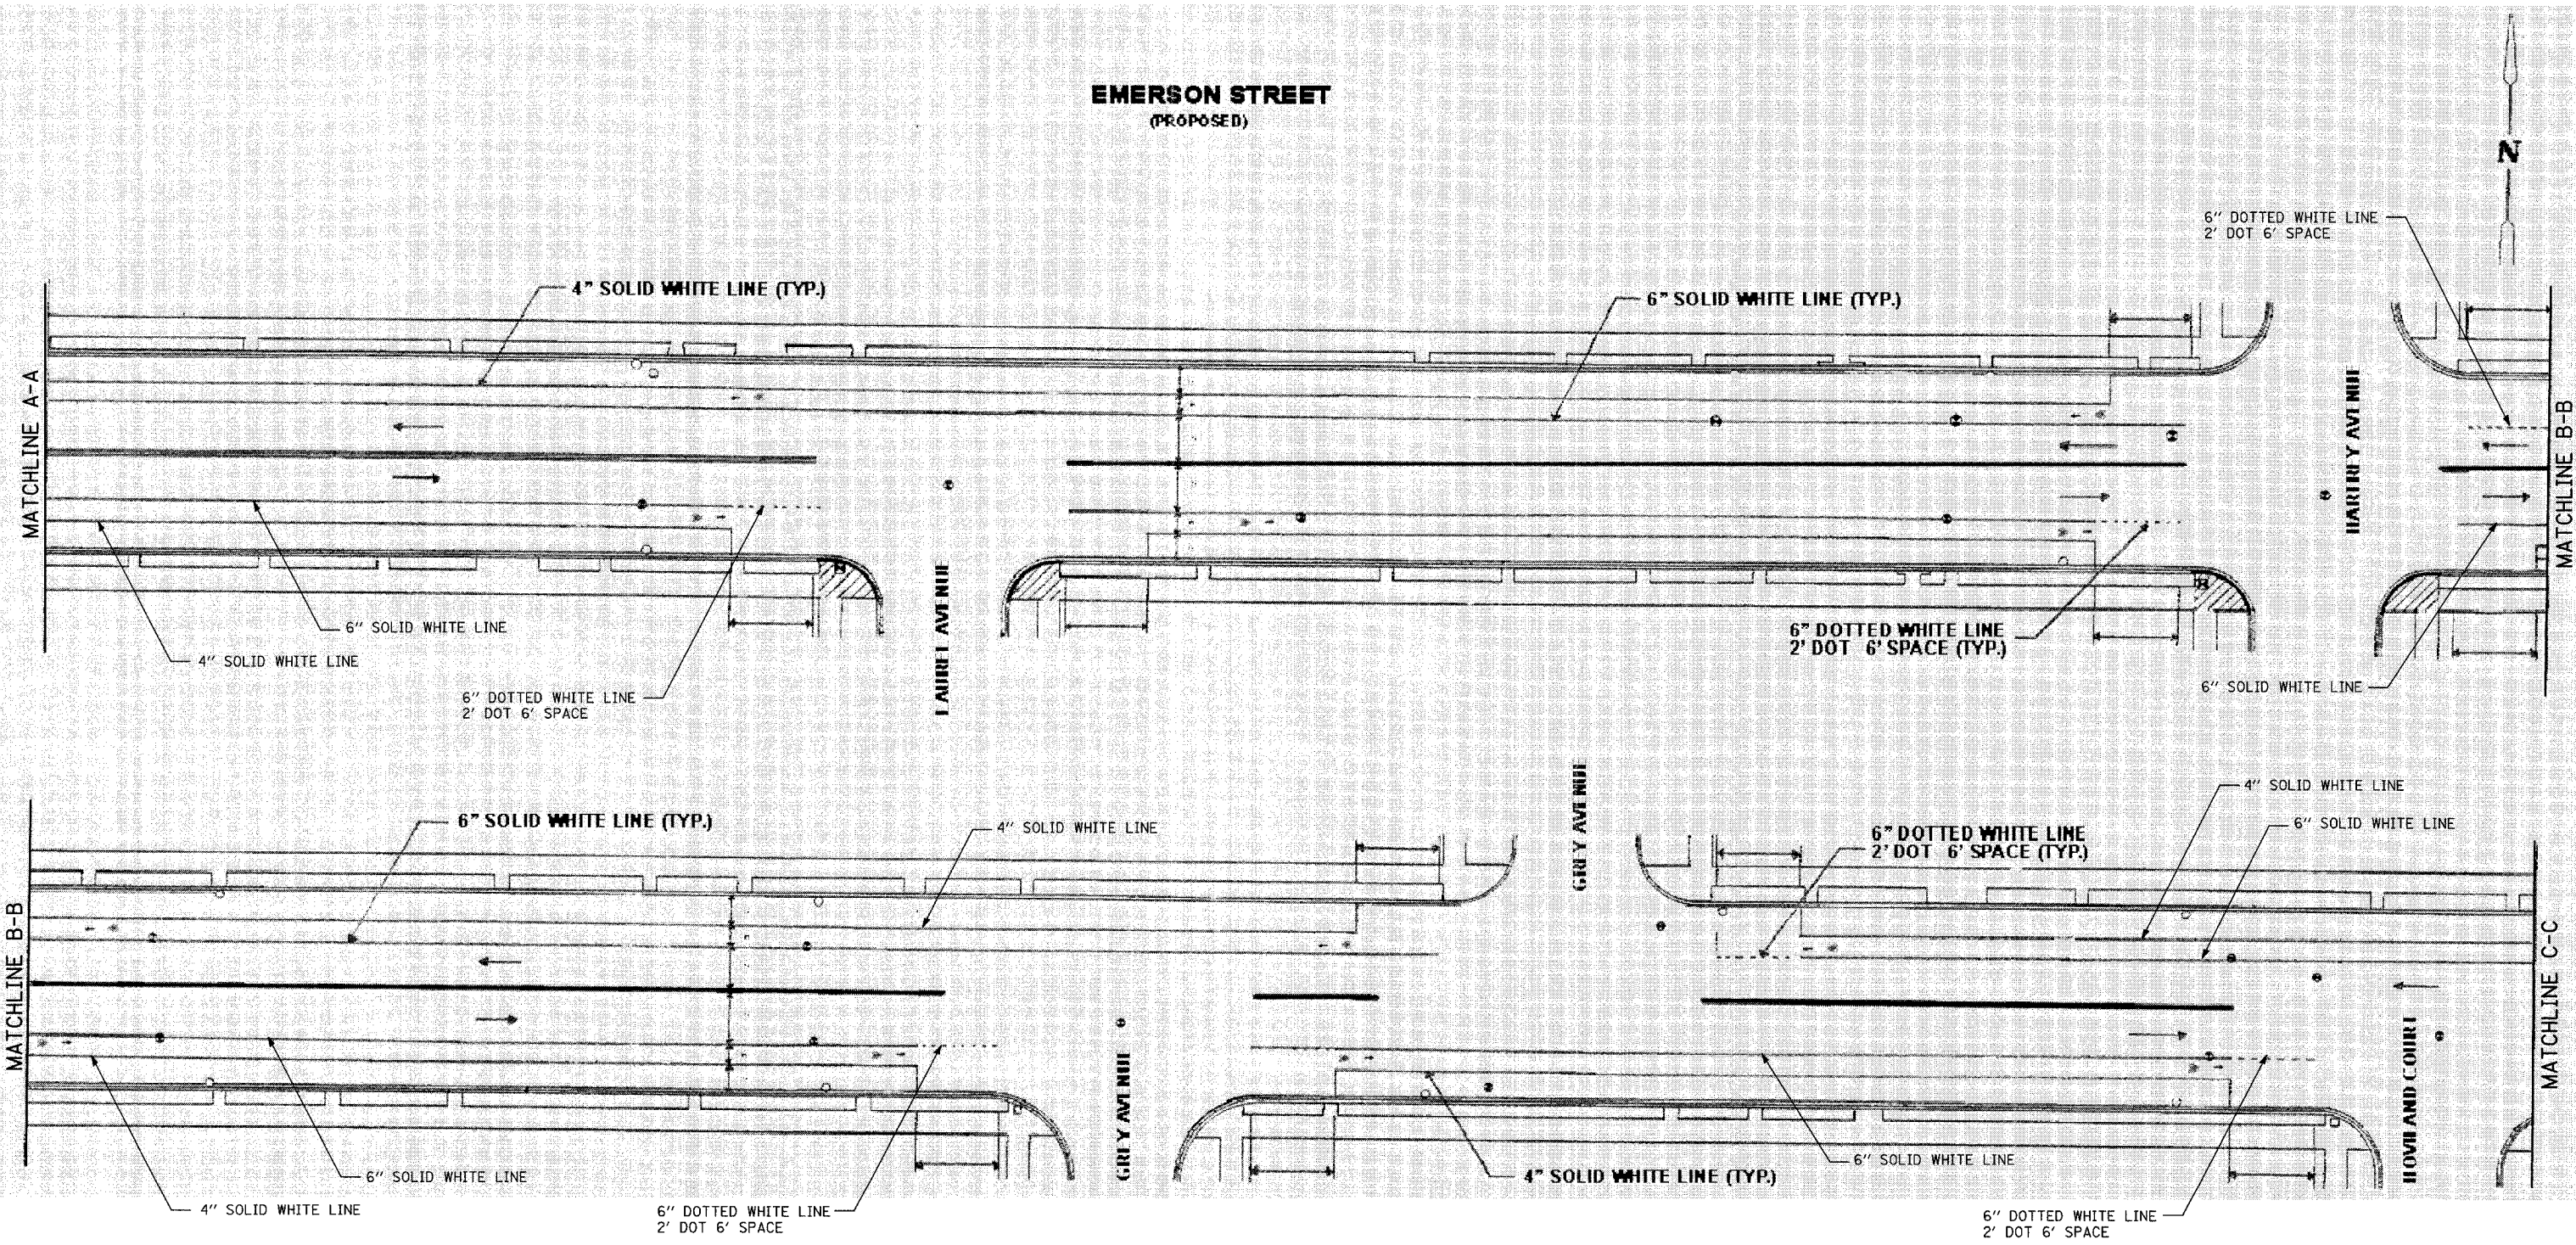 EMERSON STREET
(PROPOSED)
N
6" DOTTED WHITE LINE
2' DOT 6' SPACE
4" SOLID WHITE LINE (TYP.)
6" SOLID WHITE LINE (TYP.)
MATCHLINE A-A
HARTREY AVENUE
MATCHLINE B-B
LAUREL AVENUE
6" SOLID WHITE LINE
4" SOLID WHITE LINE
6" DOTTED WHITE LINE
2' DOT 6' SPACE
6" DOTTED WHITE LINE
2' DOT 6' SPACE (TYP.)
6" SOLID WHITE LINE
GREY AVENUE
4" SOLID WHITE LINE
6" SOLID WHITE LINE (TYP.)
4" SOLID WHITE LINE
6" DOTTED WHITE LINE
2' DOT 6' SPACE (TYP.)
6" SOLID WHITE LINE
MATCHLINE B-B
MATCHLINE C-C
GREY AVENUE
HOVLAND COURT
6" SOLID WHITE LINE
4" SOLID WHITE LINE
4" SOLID WHITE LINE (TYP.)
6" SOLID WHITE LINE
6" DOTTED WHITE LINE
2' DOT 6' SPACE
6" DOTTED WHITE LINE
2' DOT 6' SPACE